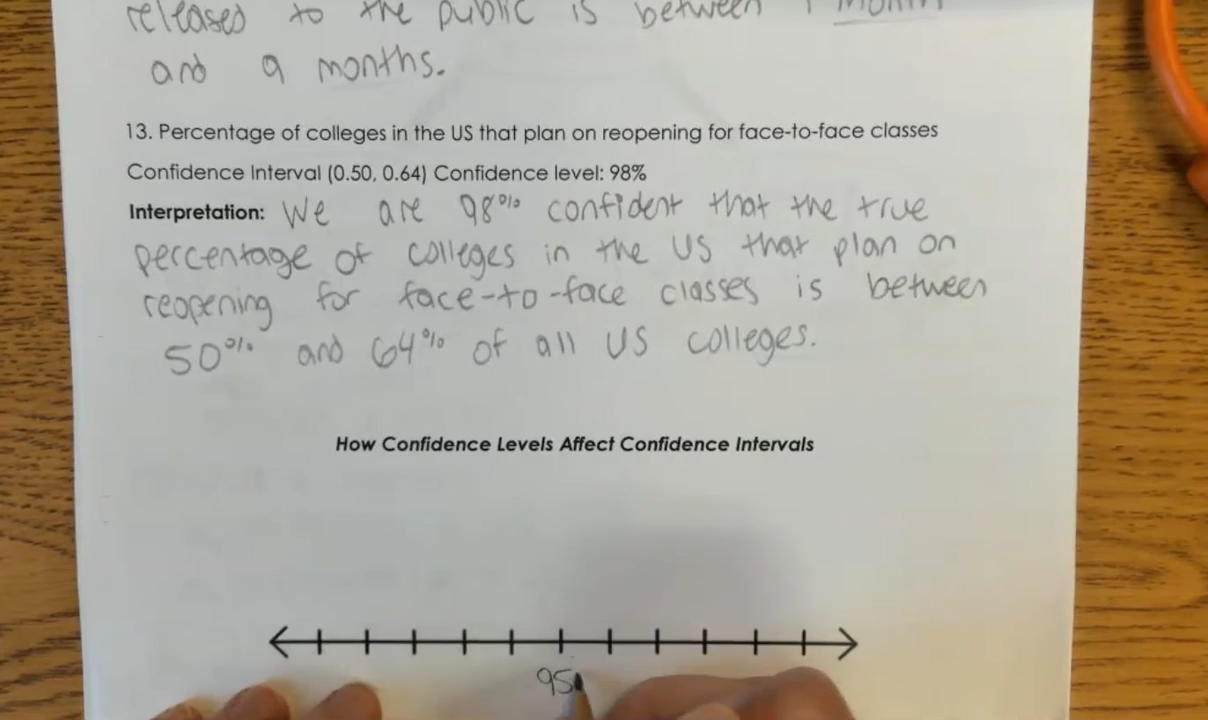 released to the public is between 1 month
and 9 months.
13. Percentage of colleges in the US that plan on reopening for face-to-face classes
Confidence Interval (0.50, 0.64) Confidence level: 98%
Interpretation: We are 98% confident that the true
percentage of colleges in the US that plan on
reopening for face-to-face classes is between
50% and 64% of all US colleges.
How Confidence Levels Affect Confidence Intervals
95